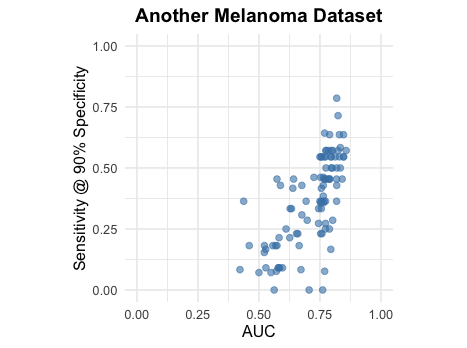 Another Melanoma Dataset
1.00
0.75
0.50
0.25
0.00
Sensitivity @ 90% Specificity
0.00 0.25 0.50 0.75 1.00
AUC